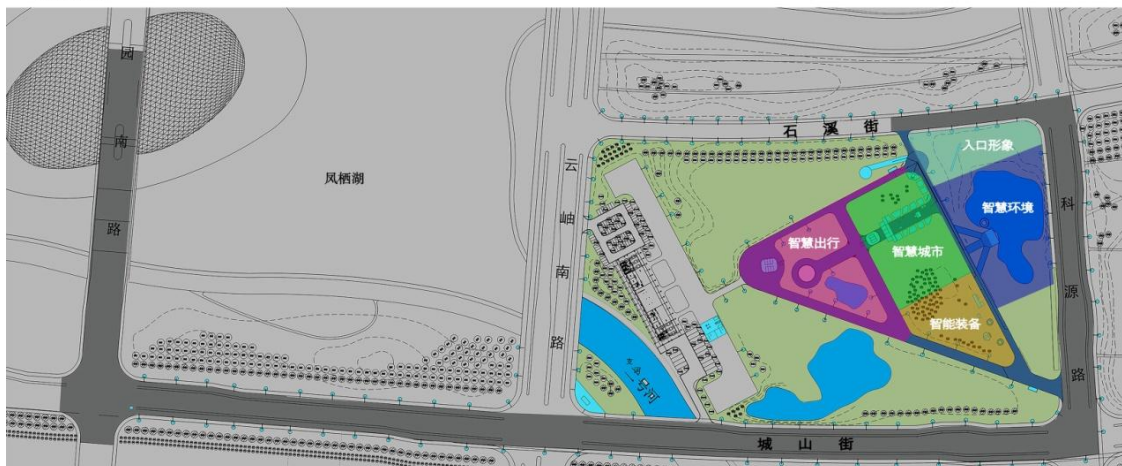 园南路
石溪街
入口形象
云岫南路
凤栖湖
智慧环境
科源路
智慧出行
智慧城市
智能装备
号河
城山街